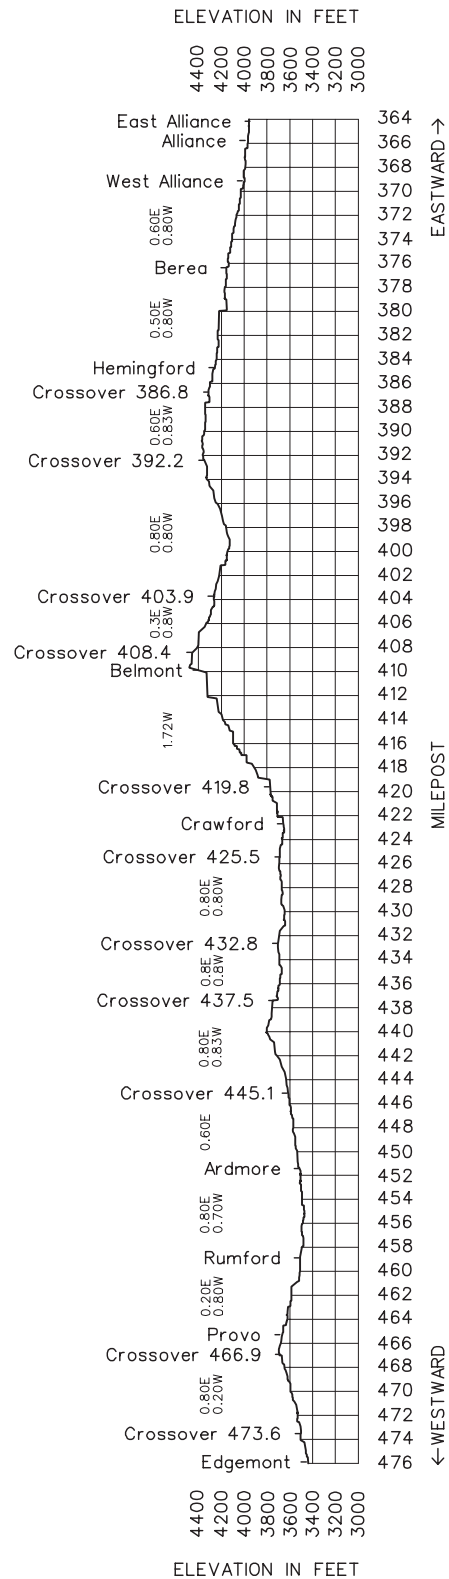 ELEVATION IN FEET
4400 4200 4000 3800 3600 3400 3200 3000
East Alliance 364
Alliance 366
368
West Alliance 370
0.60E
0.80W
372
374
376
Berea
378
0.50E
0.80W
380
382
384
Hemingford
386
Crossover 386.8
388
0.60E
0.83W
390
392
Crossover 392.2
394
396
398
0.80E
0.80W
400
402
Crossover 403.9 404
0.3E
0.8W
406
408
Crossover 408.4
Belmont 410
412
414
1.72W
416
418
Crossover 419.8 420
422
Crawford
424
Crossover 425.5 426
428
0.80E
0.80W
430
432
Crossover 432.8
434
0.8E
0.8W
436
Crossover 437.5
438
440
0.80E
0.83W
442
444
Crossover 445.1
446
448
0.60E
450
Ardmore 452
454
0.80E
0.70W
456
458
Rumford
460
0.20E
0.80W
462
464
Provo
466
Crossover 466.9
468
470
0.80E
0.20W
472
Crossover 473.6 474
Edgemont 476
EASTWARD →
MILEPOST
←WESTWARD
4400 4200 4000 3800 3600 3400 3200 3000
ELEVATION IN FEET